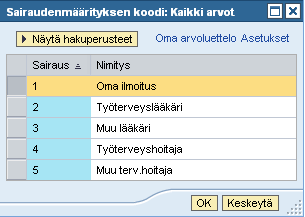 Sairaudenmäärityksen koodi: Kaikki arvot
Näytä hakuperusteet Oma arvoluettelo Asetukset
Sairaus Nimitys
1 Oma ilmoitus
2 Työterveyslääkäri
3 Muu lääkäri
4 Työterveyshoitaja
5 Muu terv.hoitaja
OK Keskeytä